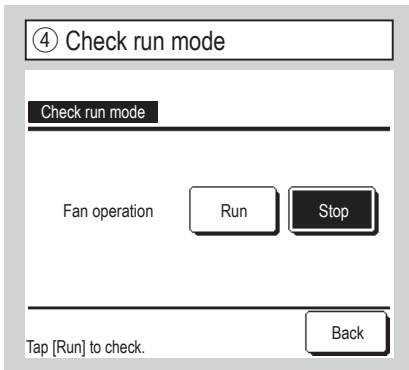 ④ Check run mode
Check run mode
Fan operation Run Stop
Back
Tap [Run] to check.